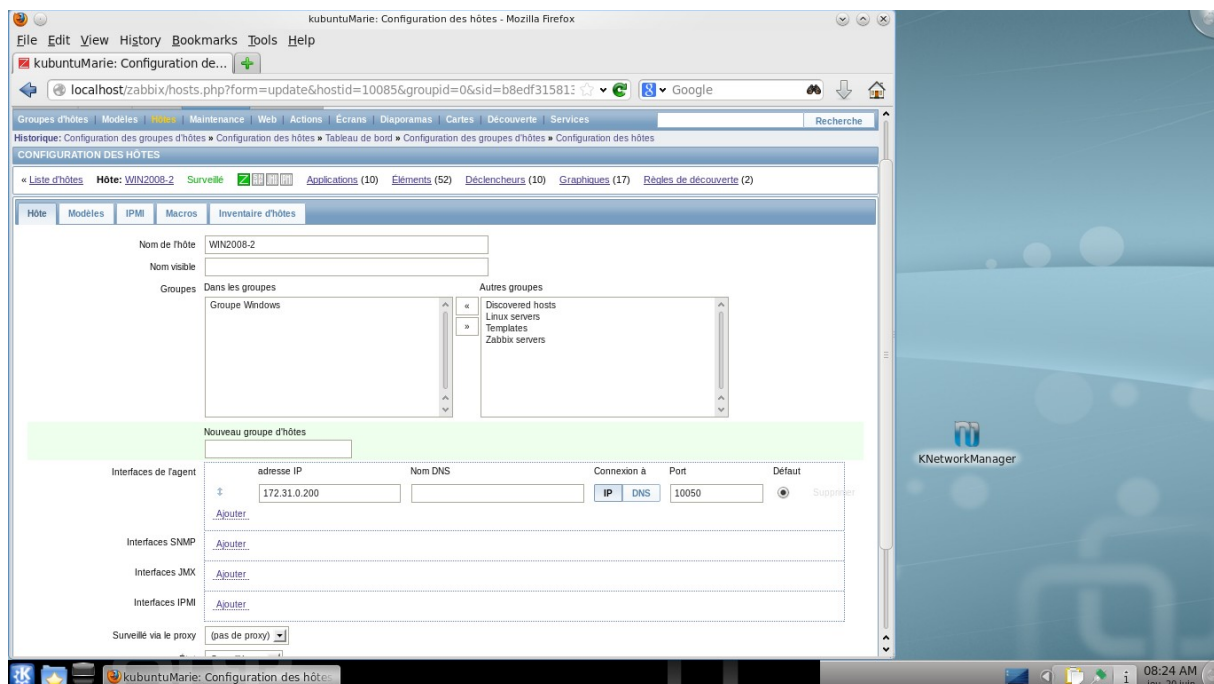 kubuntuMarie: Configuration des hôtes - Mozilla Firefox
File Edit View History Bookmarks Tools Help
kubuntuMarie: Configuration de...
localhost/zabbix/hosts.php?form=update&hostid=10085&groupid=0&sid=b8edf31581
Google
Groupes d'hôtes | Modèles | Hôtes | Maintenance | Web | Actions | Écrans | Diaporamas | Cartes | Découverte | Services
Recherche
Historique: Configuration des groupes d'hôtes » Configuration des hôtes » Tableau de bord » Configuration des groupes d'hôtes » Configuration des hôtes
CONFIGURATION DES HÔTES
« Liste d'hôtes Hôte: WIN2008-2 Surveillé Z Applications (10) Éléments (52) Déclencheurs (10) Graphiques (17) Règles de découverte (2)
Hôte Modèles IPMI Macros Inventaire d'hôtes
Nom de l'hôte WIN2008-2
Nom visible
Groupes Dans les groupes Autres groupes
Groupe Windows « Discovered hosts
Linux servers
» Templates
Zabbix servers
Nouveau groupe d'hôtes
Interfaces de l'agent adresse IP Nom DNS Connexion à Port Défaut
172.31.0.200 IP DNS 10050 Supprimer
Ajouter
Interfaces SNMP Ajouter
Interfaces JMX Ajouter
Interfaces IPMI Ajouter
Surveillé via le proxy (pas de proxy)
KNetworkManager
kubuntuMarie: Configuration des hôtes
08:24 AM
jeu. 20 juin